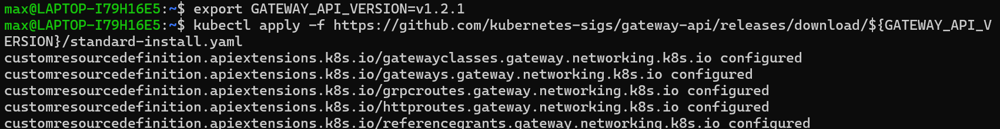 max@LAPTOP-I79H16E5:~$ export GATEWAY_API_VERSION=v1.2.1
max@LAPTOP-I79H16E5:~$ kubectl apply -f https://github.com/kubernetes-sigs/gateway-api/releases/download/${GATEWAY_API_V
ERSION}/standard-install.yaml
customresourcedefinition.apiextensions.k8s.io/gatewayclasses.gateway.networking.k8s.io configured
customresourcedefinition.apiextensions.k8s.io/gateways.gateway.networking.k8s.io configured
customresourcedefinition.apiextensions.k8s.io/grpcroutes.gateway.networking.k8s.io configured
customresourcedefinition.apiextensions.k8s.io/httproutes.gateway.networking.k8s.io configured
customresourcedefinition.apiextensions.k8s.io/referencegrants.gateway.networking.k8s.io configured